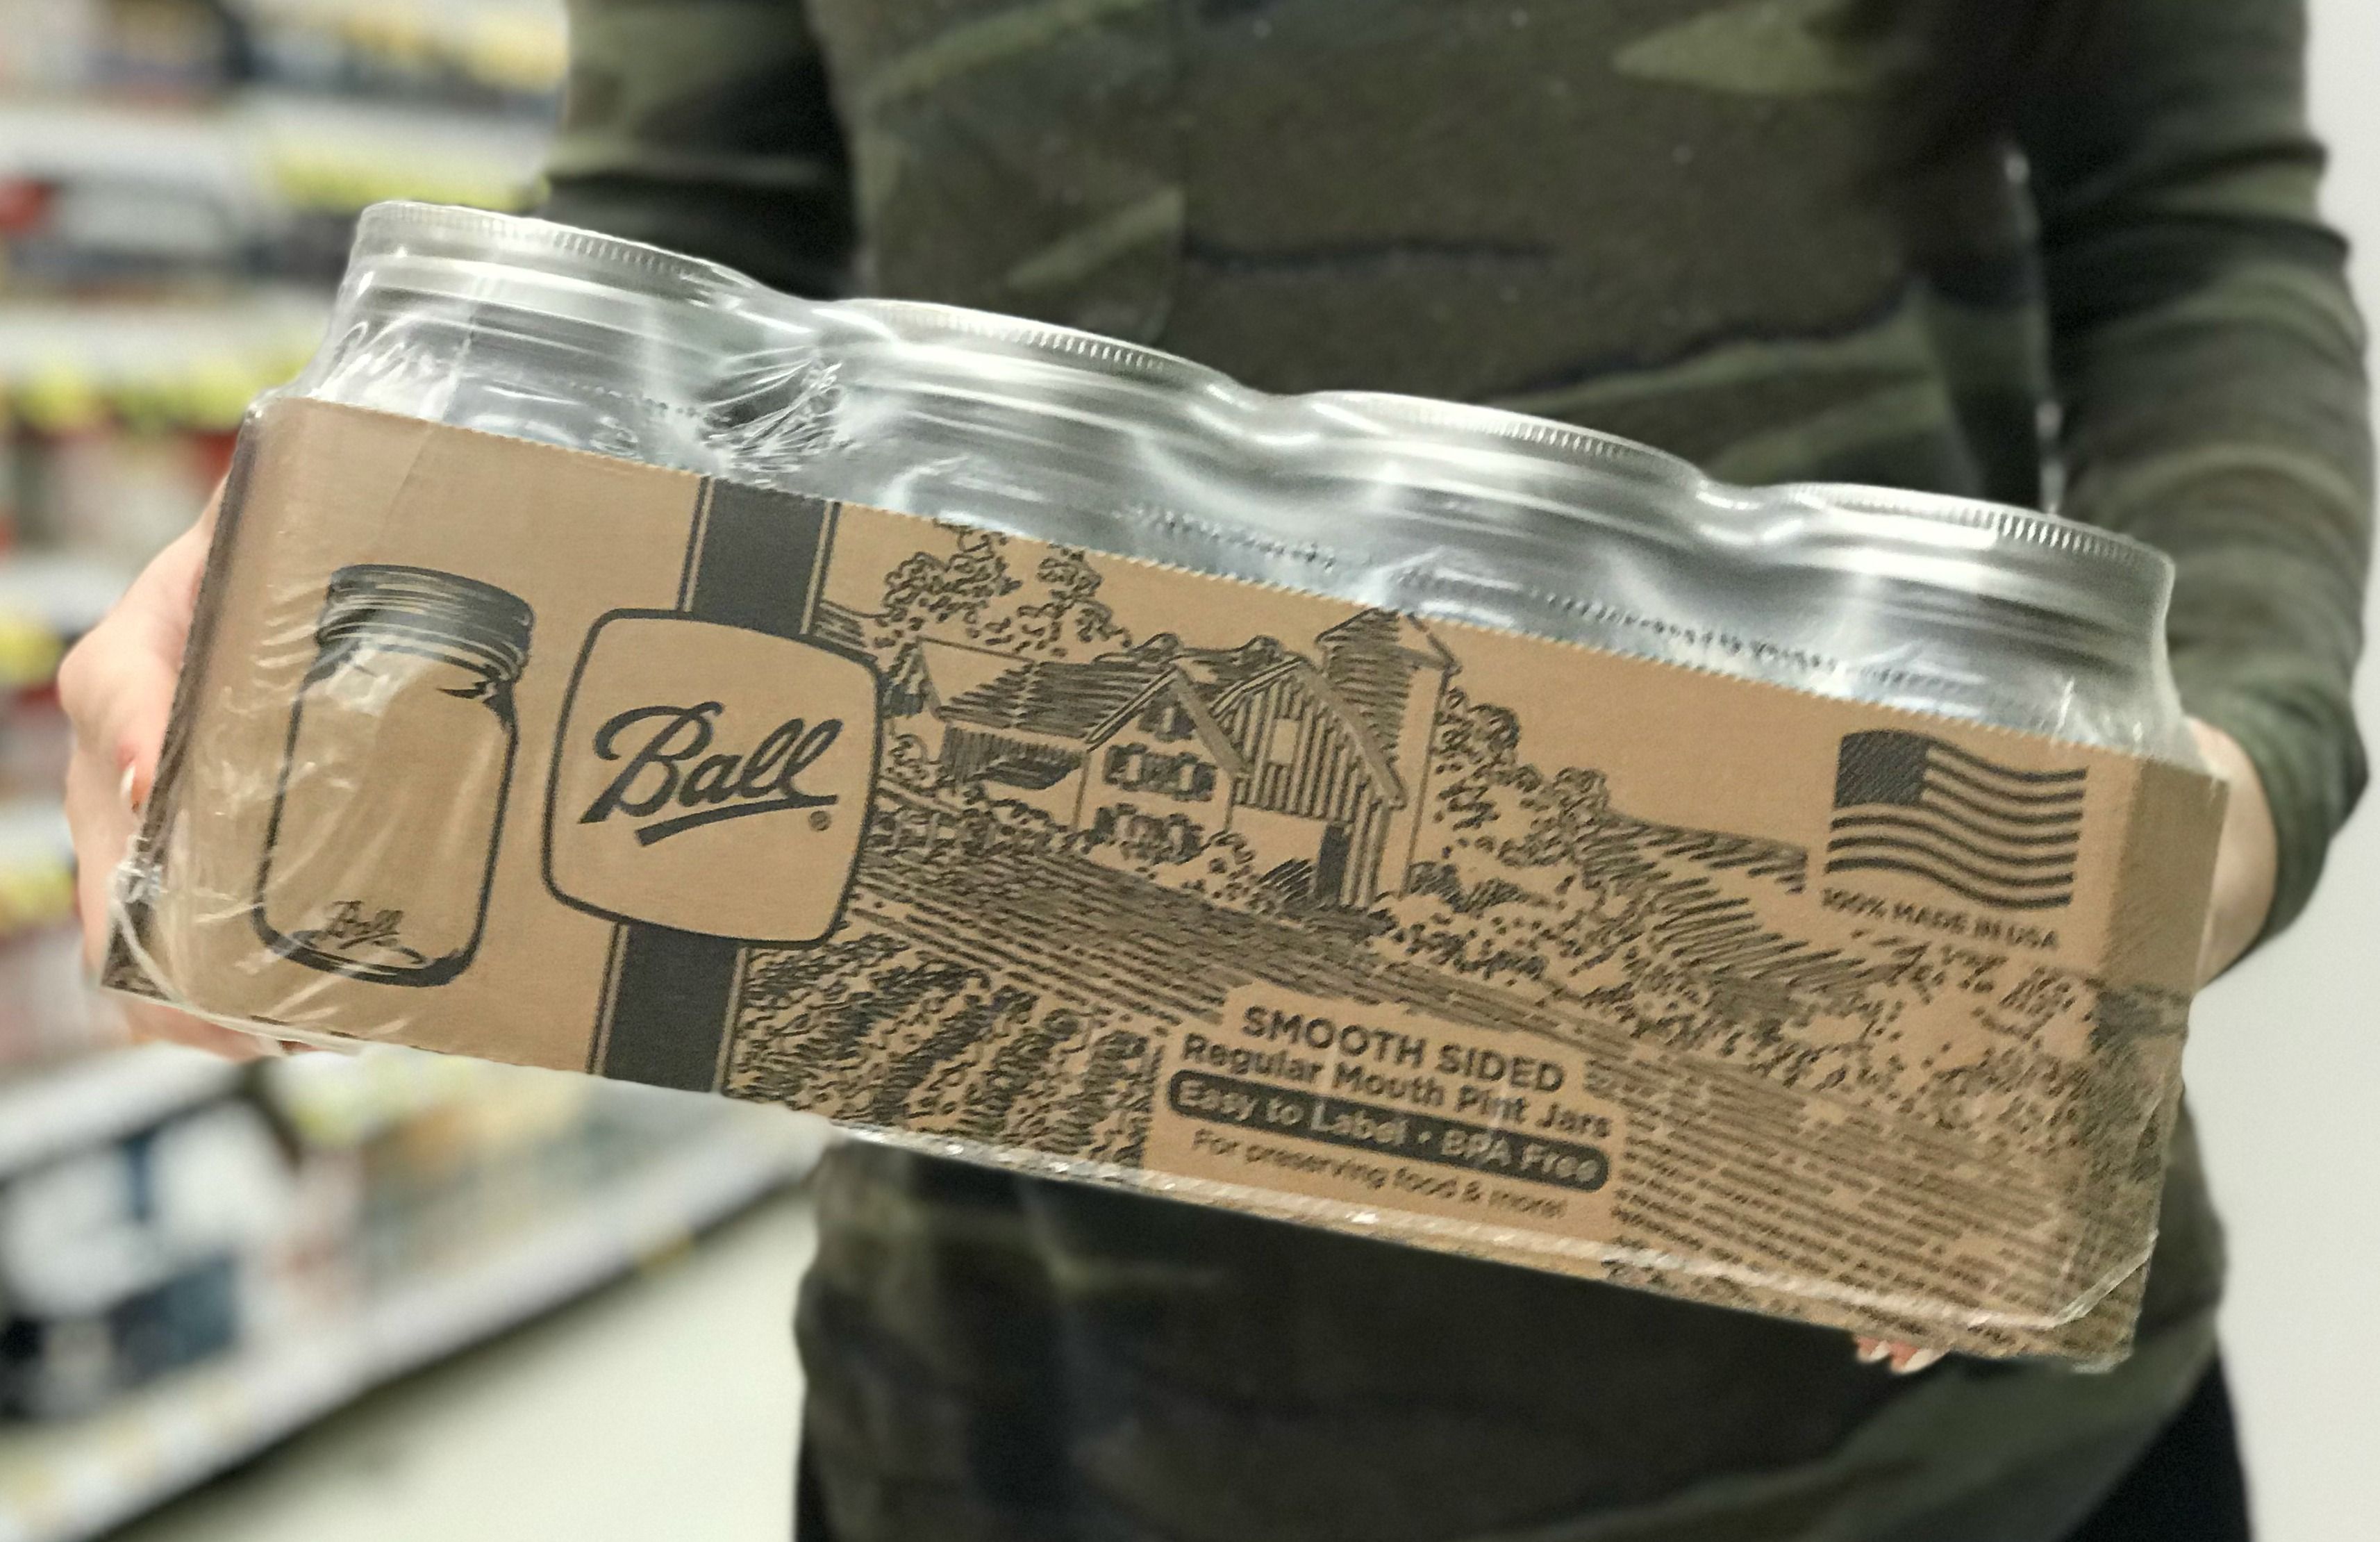 Ball
Ball®
100% MADE IN USA
SMOOTH SIDED
Regular Mouth Pint Jars
Easy to Label • BPA Free
For preserving food & more!